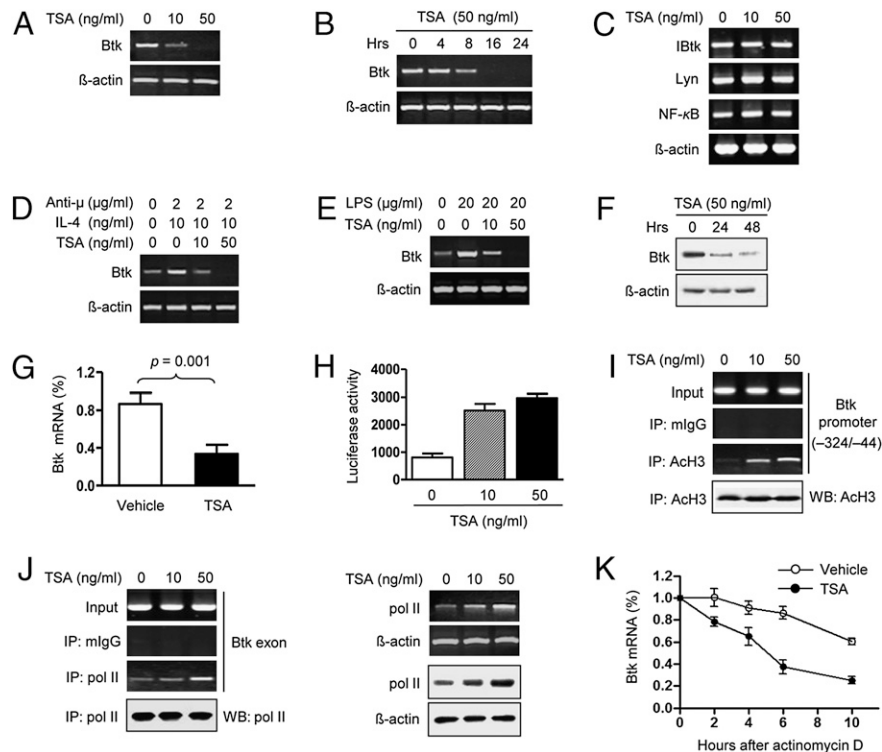 A
TSA (ng/ml) 0 10 50
Btk
ß-actin
B
TSA (50 ng/ml)
Hrs 0 4 8 16 24
Btk
ß-actin
C
TSA (ng/ml) 0 10 50
IBtk
Lyn
NF-κB
ß-actin
D
Anti-μ (μg/ml) 0 2 2 2
IL-4 (ng/ml) 0 10 10 10
TSA (ng/ml) 0 0 10 50
Btk
ß-actin
E
LPS (μg/ml) 0 20 20 20
TSA (ng/ml) 0 0 10 50
Btk
ß-actin
F
TSA (50 ng/ml)
Hrs 0 24 48
Btk
ß-actin
G
p = 0.001
Btk mRNA (%)
1.2
0.8
0.4
0.0
Vehicle TSA
H
Luciferase activity
4000
3000
2000
1000
0
0 10 50
TSA (ng/ml)
I
TSA (ng/ml) 0 10 50
Input
IP: mIgG
IP: AcH3
Btk
promoter
(–324/–44)
IP: AcH3 WB: AcH3
J
TSA (ng/ml) 0 10 50
Input
IP: mIgG
IP: pol II
Btk exon
IP: pol II WB: pol II
TSA (ng/ml) 0 10 50
pol II
ß-actin
pol II
ß-actin
K
Vehicle
TSA
Btk mRNA (%)
1.2
1.0
0.8
0.6
0.4
0.2
0.0
0 2 4 6 8 10
Hours after actinomycin D